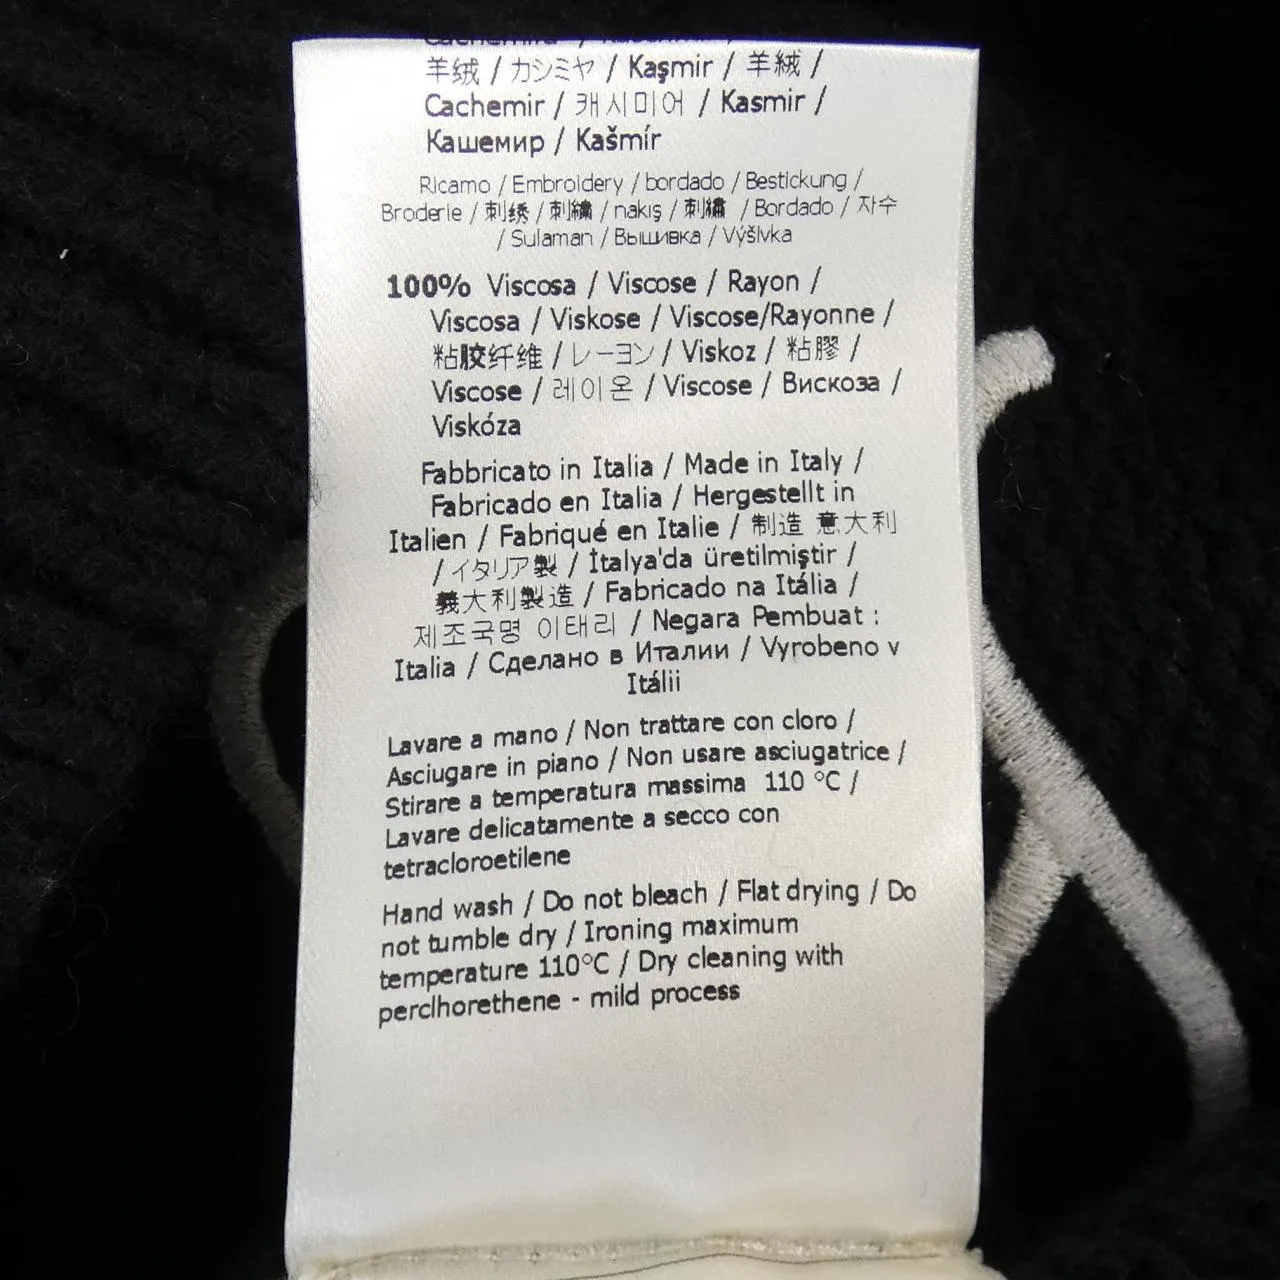 羊绒 / カシミヤ / Kaşmir / 羊絨 /
Cachemir / 캐시미어 / Kasmir /
Кашемир / Kašmír
Ricamo / Embroidery / bordado / Bestickung /
Broderie / 刺绣 / 刺繍 / nakış / 刺繡 / Bordado / 자수
/ Sulaman / Вышивка / Výšivka
100% Viscosa / Viscose / Rayon /
Viscosa / Viskose / Viscose/Rayonne /
粘胶纤维 / レーヨン / Viskoz / 粘膠 /
Viscose / 레이온 / Viscose / Вискоза /
Viskóza
Fabbricato in Italia / Made in Italy /
Fabricado en Italia / Hergestellt in
Italien / Fabriqué en Italie / 制造 意大利
/ イタリア製 / İtalya'da üretilmiştir /
義大利製造 / Fabricado na Itália /
제조국명 이태리 / Negara Pembuat :
Italia / Сделано в Италии / Vyrobeno v
Itálii
Lavare a mano / Non trattare con cloro /
Asciugare in piano / Non usare asciugatrice /
Stirare a temperatura massima 110 °C /
Lavare delicatamente a secco con
tetracloroetilene
Hand wash / Do not bleach / Flat drying / Do
not tumble dry / Ironing maximum
temperature 110°C / Dry cleaning with
perclhorethene - mild process